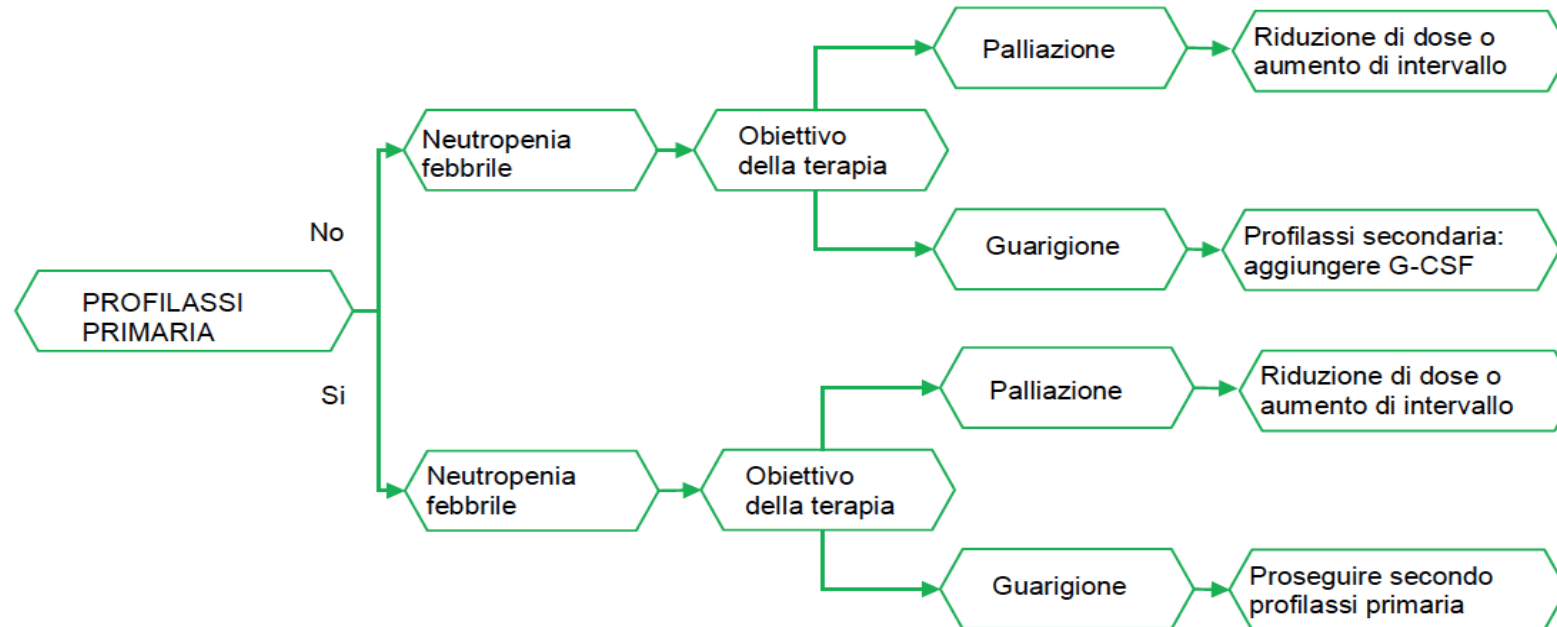 Palliazione
Riduzione di dose o
aumento di intervallo
Neutropenia
febbrile
Obiettivo
della terapia
No
Guarigione
Profilassi secondaria:
aggiungere G-CSF
PROFILASSI
PRIMARIA
Si
Palliazione
Riduzione di dose o
aumento di intervallo
Neutropenia
febbrile
Obiettivo
della terapia
Guarigione
Proseguire secondo
profilassi primaria